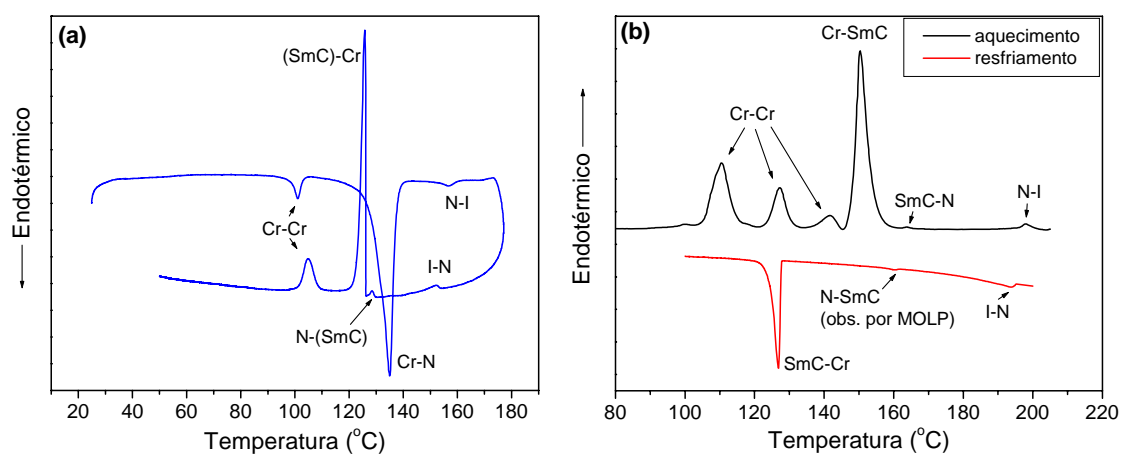 (a)
(SmC)-Cr
Cr-Cr
N-I
I-N
N-(SmC)
Cr-N
Endotérmico
20 40 60 80 100 120 140 160 180
Temperatura (°C)
(b)
Cr-SmC
aquecimento
resfriamento
Cr-Cr
SmC-N
N-I
N-SmC
(obs. por MOLP)
I-N
SmC-Cr
Endotérmico
80 100 120 140 160 180 200 220
Temperatura (°C)